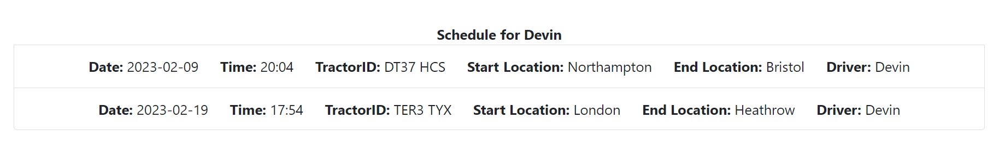 Schedule for Devin
Date: 2023-02-09 Time: 20:04 TractorID: DT37 HCS Start Location: Northampton End Location: Bristol Driver: Devin
Date: 2023-02-19 Time: 17:54 TractorID: TER3 TYX Start Location: London End Location: Heathrow Driver: Devin